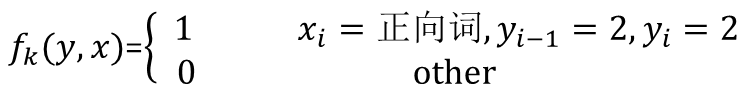 f_k(y, x)={ 1 x_i = 正向词, y_{i−1} = 2, y_i = 2
0 other